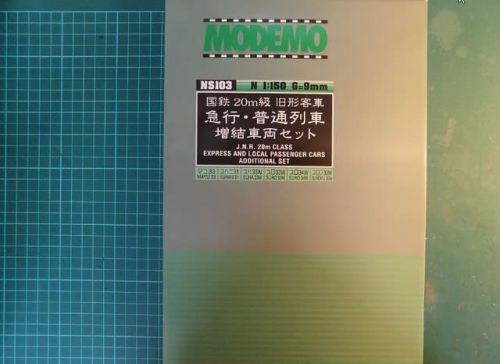 MODEMO
NS103 N 1:150 G=9mm
国鉄 20m級 旧形客車
急行・普通列車
増結車両セット
J.N.R. 20m CLASS
EXPRESS AND LOCAL PASSENGER CARS
ADDITIONAL SET